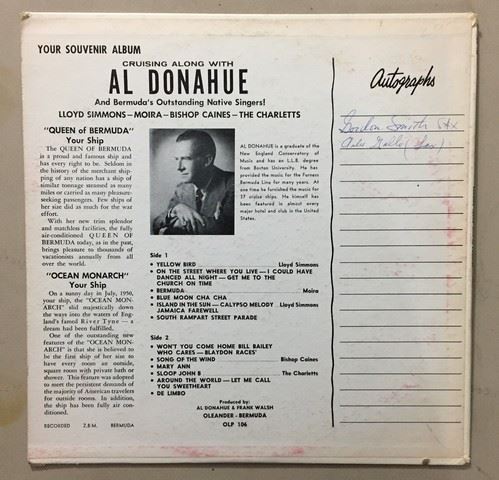 YOUR SOUVENIR ALBUM
CRUISING ALONG WITH
AL DONAHUE
And Bermuda's Outstanding Native Singers!
LLOYD SIMMONS—MOIRA—BISHOP CAINES—THE CHARLETTS
"QUEEN of BERMUDA"
Your Ship
The QUEEN OF BERMUDA is a proud and famous ship and
has every right to be. Seldom in
the history of the merchant shipping
of any nation has a ship of
similar tonnage steamed as many
miles or carried as many pleasure-
seeking passengers. Few ships of
her size did as much for the war
effort.
With her new trim splendor
and matchless facilities, the fully
air-conditioned QUEEN OF
BERMUDA today, as in the past,
brings pleasure to thousands of
vacationists annually from all
over the world.
"OCEAN MONARCH"
Your Ship
On a sunny day in July, 1950,
your ship, the "OCEAN MON-
ARCH" slid majestically down
the ways into the waters of Eng-
land's famed River Tyne — a
dream had been fulfilled.
One of the outstanding new
features of the "OCEAN MON-
ARCH" is that she is believed to
be the first ship of her size to
have every room an outside,
square room with private bath or
shower. This feature was adopted
to meet the persistent demands of
the majority of American travelers
for outside rooms. In addition,
the ship has been fully air con-
ditioned.
RECORDED Z.B.M. BERMUDA
AL DONAHUE is a graduate of the
New England Conservatory of
Music and has an L.L.B. degree
from Boston University. He has
provided the music for the Furness
Bermuda Line for many years. At
one time he furnished the music for
37 cruise ships. He himself has
been featured in almost every
major hotel and club in the United
States.
Side 1
• YELLOW BIRD Lloyd Simmons
• ON THE STREET WHERE YOU LIVE—I COULD HAVE
DANCED ALL NIGHT — GET ME TO THE
CHURCH ON TIME
• BERMUDA Moira
• BLUE MOON CHA CHA
• ISLAND IN THE SUN—CALYPSO MELODY Lloyd Simmons
JAMAICA FAREWELL
• SOUTH RAMPART STREET PARADE
Side 2
• WON'T YOU COME HOME BILL BAILEY
WHO CARES — BLAYDON RACES'
• SONG OF THE WIND Bishop Caines
• MARY ANN
• SLOOP JOHN B The Charletts
• AROUND THE WORLD — LET ME CALL
YOU SWEETHEART
• DE LIMBO
Produced by:
AL DONAHUE & FRANK WALSH
OLEANDER - BERMUDA
OLP 106
Autographs
Gordon Smith